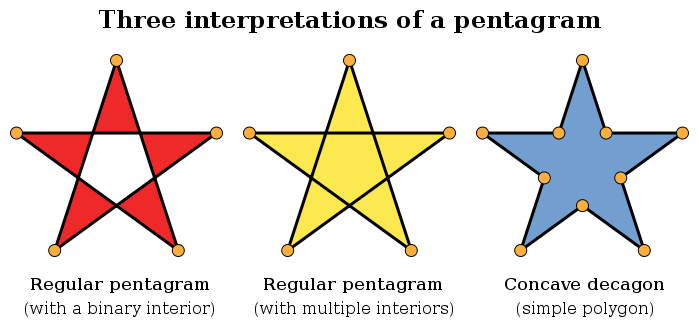 Three interpretations of a pentagram
Regular pentagram
(with a binary interior)
Regular pentagram
(with multiple interiors)
Concave decagon
(simple polygon)